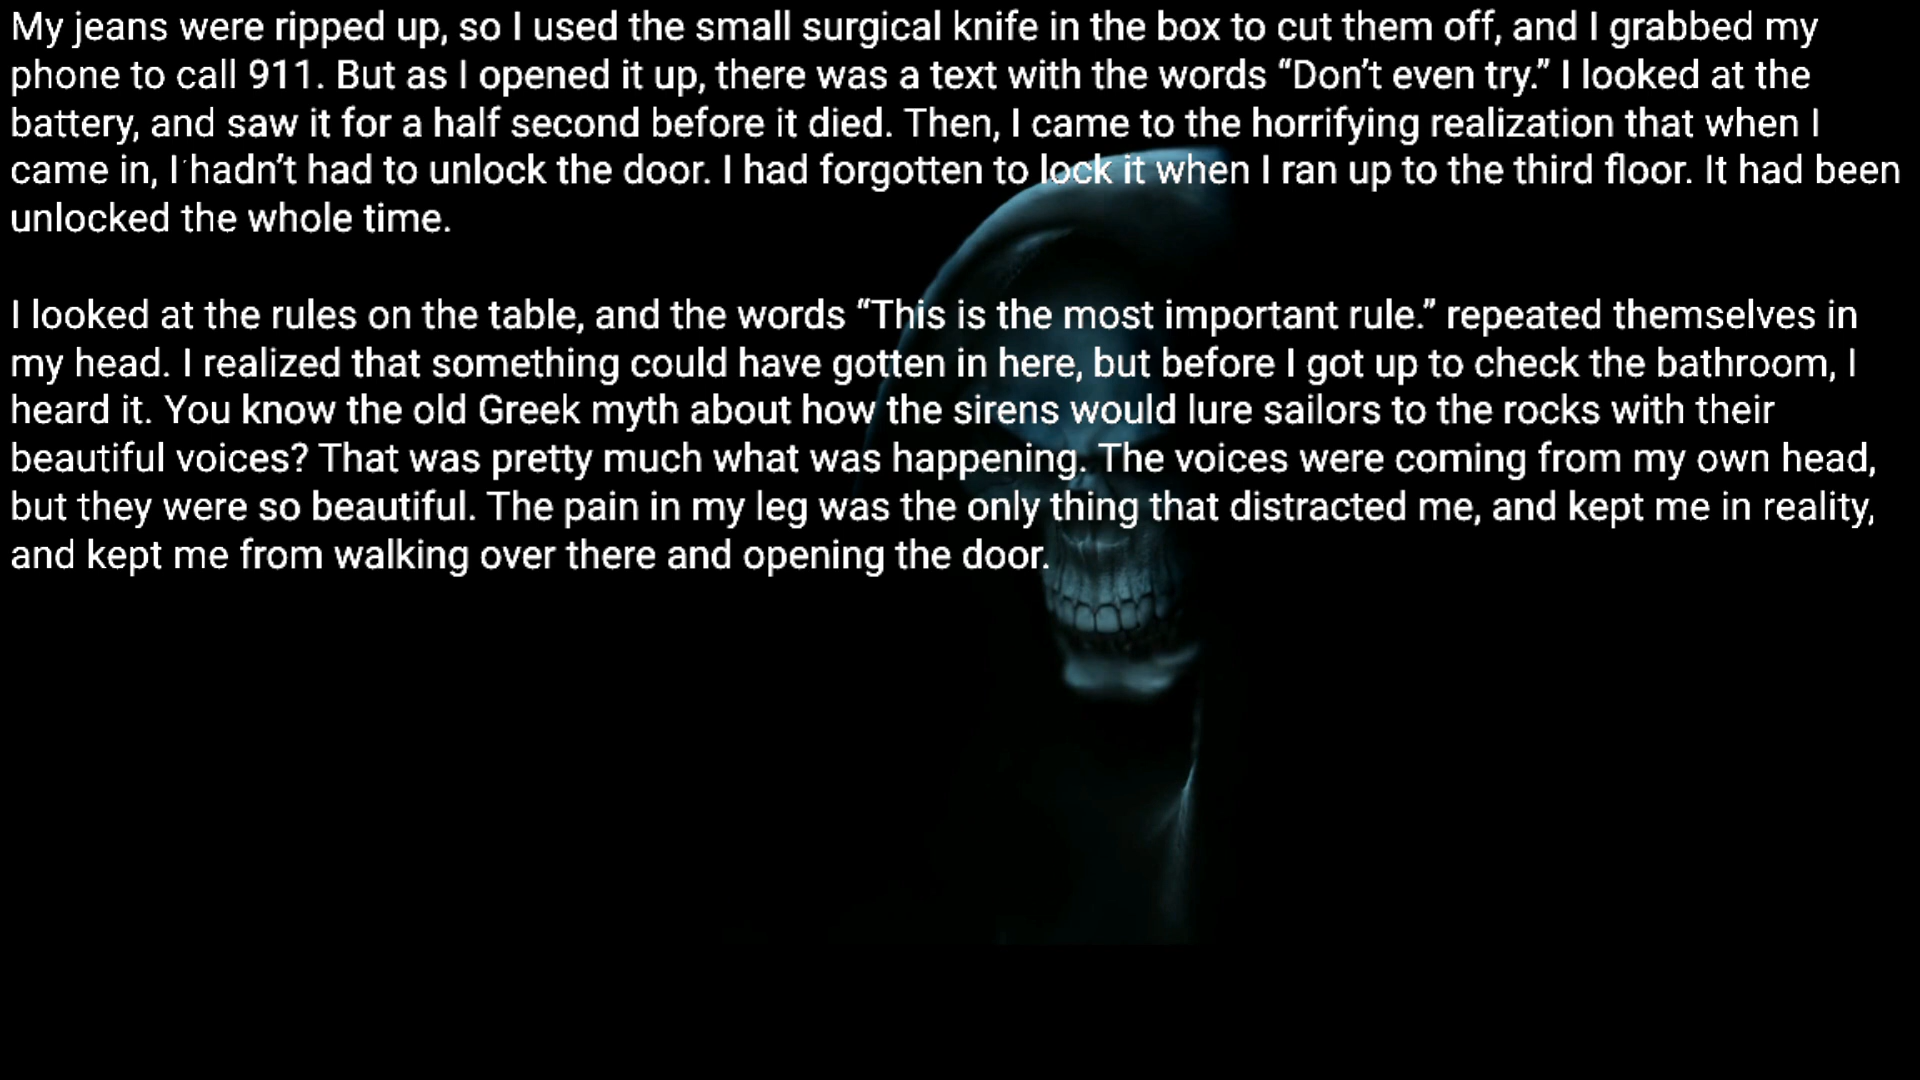 My jeans were ripped up, so I used the small surgical knife in the box to cut them off, and I grabbed my
phone to call 911. But as I opened it up, there was a text with the words “Don’t even try.” I looked at the
battery, and saw it for a half second before it died. Then, I came to the horrifying realization that when I
came in, I hadn’t had to unlock the door. I had forgotten to lock it when I ran up to the third floor. It had been
unlocked the whole time.
I looked at the rules on the table, and the words “This is the most important rule.” repeated themselves in
my head. I realized that something could have gotten in here, but before I got up to check the bathroom, I
heard it. You know the old Greek myth about how the sirens would lure sailors to the rocks with their
beautiful voices? That was pretty much what was happening. The voices were coming from my own head,
but they were so beautiful. The pain in my leg was the only thing that distracted me, and kept me in reality,
and kept me from walking over there and opening the door.